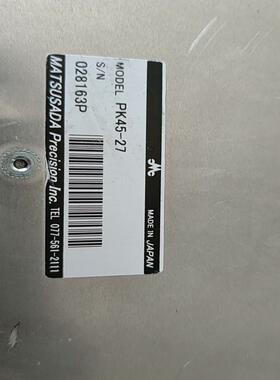 MODEL PK45-27
S/N
028163P
MADE IN JAPAN
MATSUSADA Precision Inc. TEL 077-561-2111